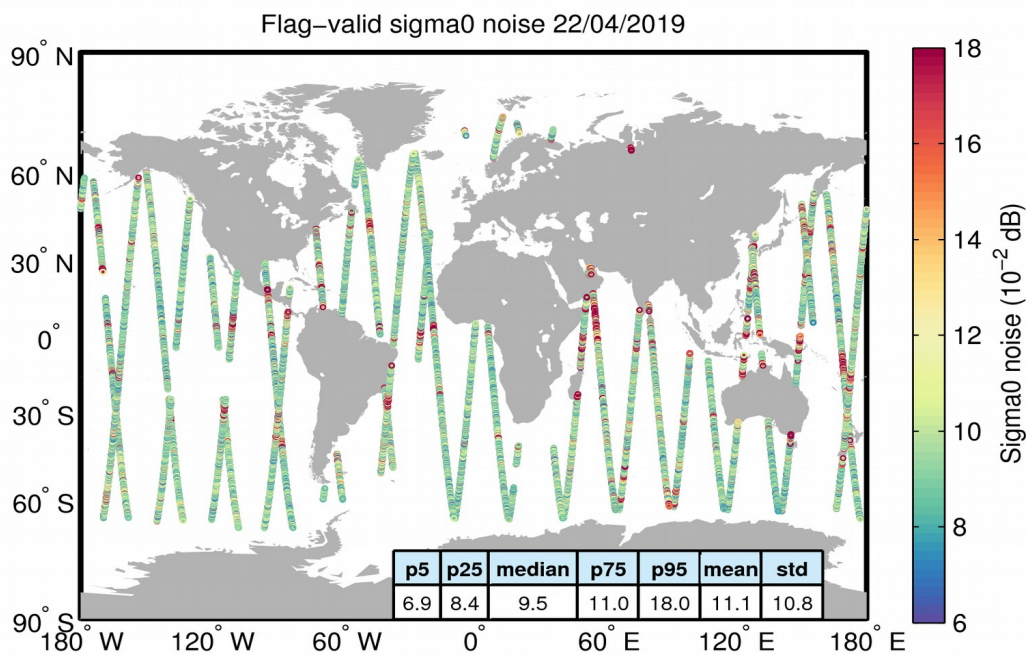 Flag−valid sigma0 noise 22/04/2019
90° N
60° N
30° N
0°
30° S
60° S
90° S
180° W 120° W 60° W 0° 60° E 120° E 180° E
p5 p25 median p75 p95 mean std
6.9 8.4 9.5 11.0 18.0 11.1 10.8
18
16
14
12
10
8
6
Sigma0 noise (10⁻² dB)